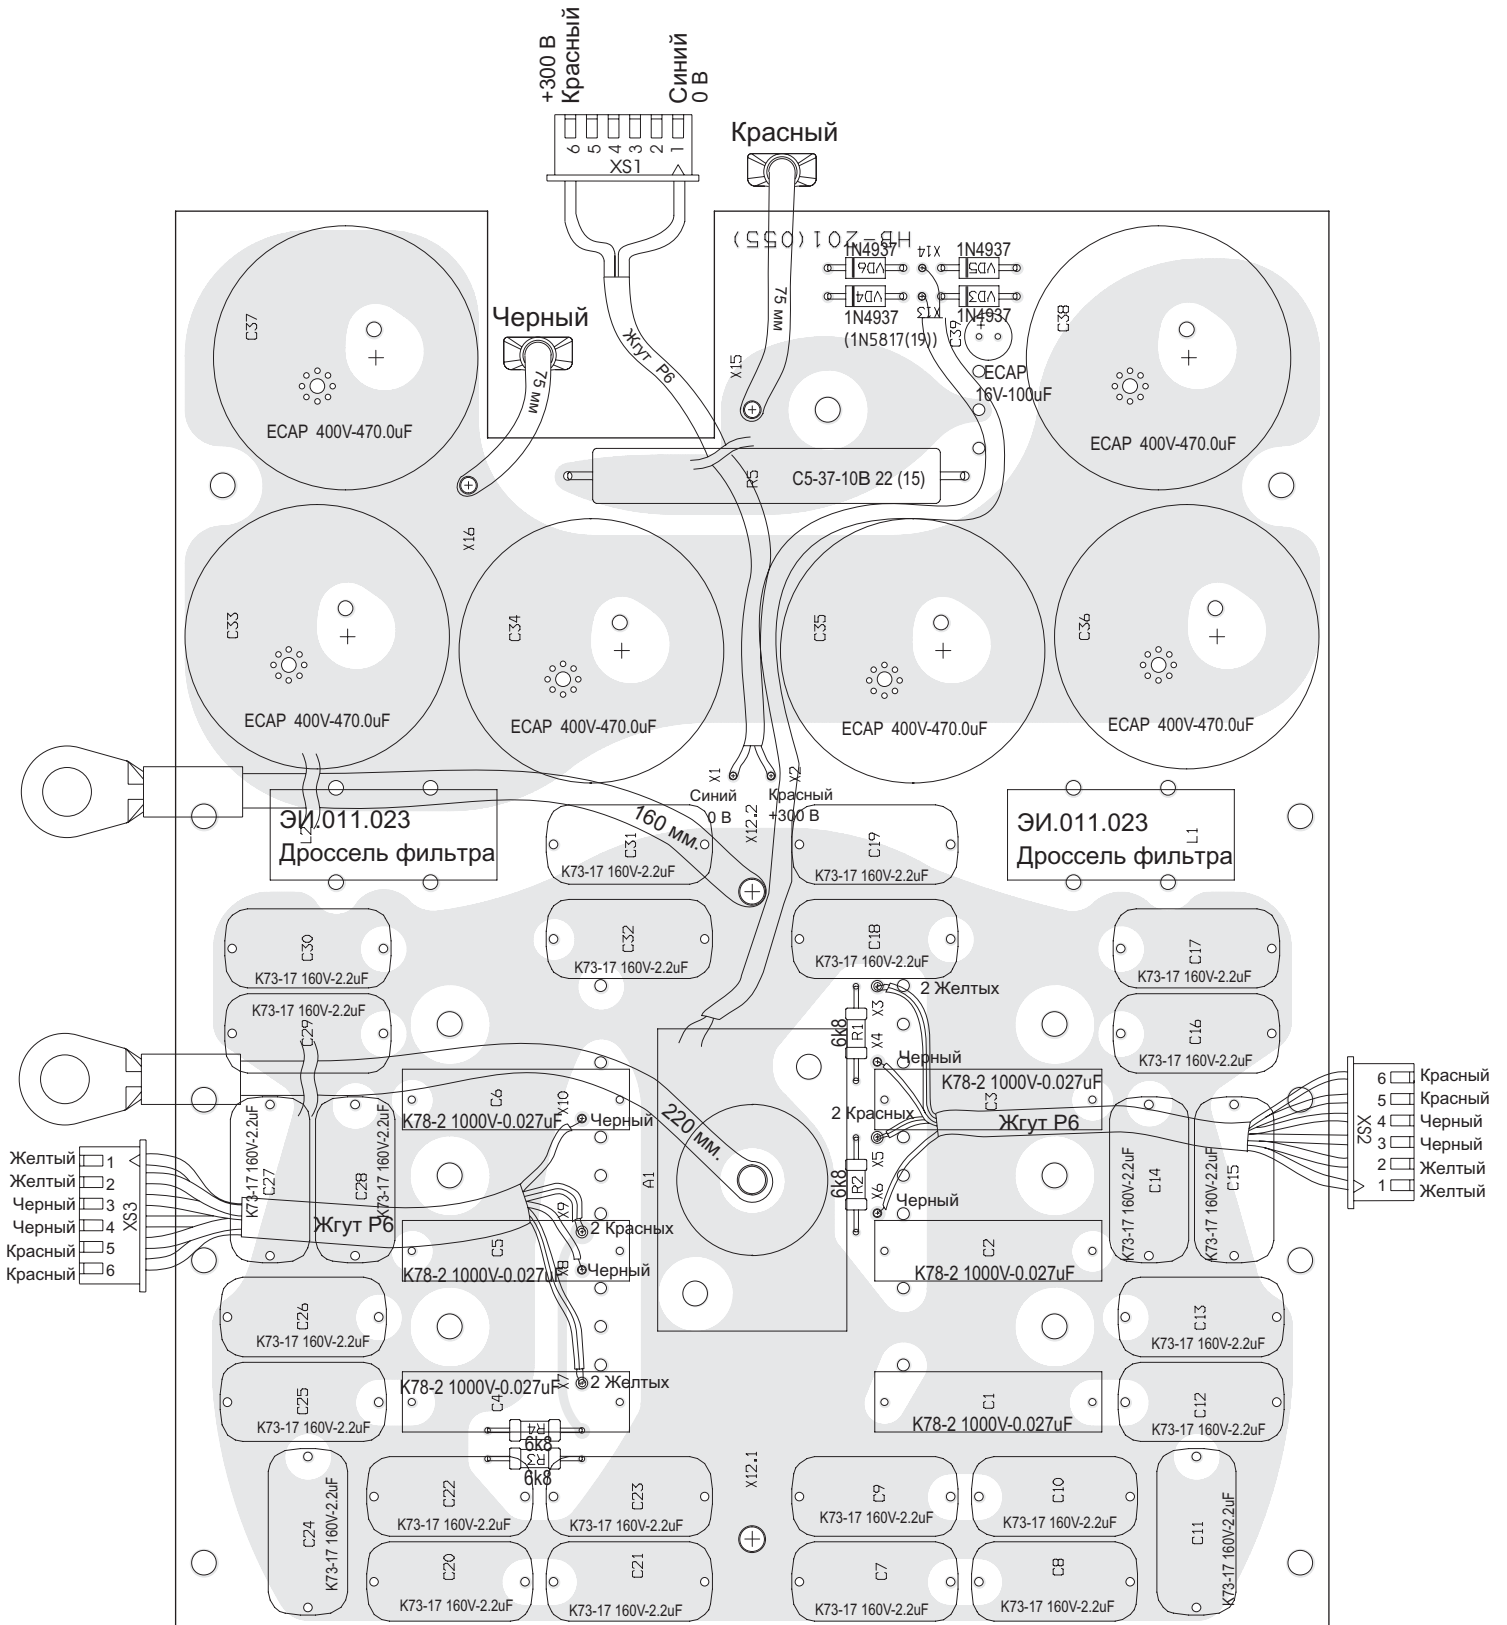 +300 В
Красный
Синий
0 В
6 5 4 3 2 1
XS1
Красный
НВ-201(055)
1N4937
X14
1N4937
VD6
VD5
VD4
VD3
X13
1N4937
(1N5817(19))
1N4937
C39
+
ECAP
16V-100uF
Черный
75 мм
75 мм
Жгут Р6
X15
X16
C37
+
ECAP 400V-470.0uF
C38
+
ECAP 400V-470.0uF
R5
C5-37-10В 22 (15)
C33
+
ECAP 400V-470.0uF
C34
+
ECAP 400V-470.0uF
C35
+
ECAP 400V-470.0uF
C36
+
ECAP 400V-470.0uF
X1
X2
Синий
0 В
Красный
+300 В
X12.2
160 мм.
ЭИ.011.023
Дроссель фильтра
L2
ЭИ.011.023
Дроссель фильтра
L1
C31
K73-17 160V-2.2uF
C19
K73-17 160V-2.2uF
C30
K73-17 160V-2.2uF
C32
K73-17 160V-2.2uF
C18
K73-17 160V-2.2uF
C17
K73-17 160V-2.2uF
K73-17 160V-2.2uF
C29
C16
K73-17 160V-2.2uF
2 Желтых
X3
R1
6k8
X4
Черный
C6
K78-2 1000V-0.027uF
X10
Черный
K78-2 1000V-0.027uF
C3
2 Красных
Жгут Р6
220 мм.
A1
X5
R2
6k8
X6
Черный
6 Красный
5 Красный
4 Черный
3 Черный
2 Желтый
1 Желтый
XS2
Желтый 1
Желтый 2
Черный 3
Черный 4
Красный 5
Красный 6
XS3
K73-17 160V-2.2uF
C27
C28
K73-17 160V-2.2uF
Жгут Р6
X9
2 Красных
C5
K78-2 1000V-0.027uF
X8
Черный
C2
K78-2 1000V-0.027uF
C14
K73-17 160V-2.2uF
C15
K73-17 160V-2.2uF
C26
K73-17 160V-2.2uF
C13
K73-17 160V-2.2uF
K78-2 1000V-0.027uF
C4
X7
2 Желтых
C1
K78-2 1000V-0.027uF
C25
K73-17 160V-2.2uF
C12
K73-17 160V-2.2uF
R4
6k8
R3
6k8
X12.1
C24
K73-17 160V-2.2uF
C22
K73-17 160V-2.2uF
C23
K73-17 160V-2.2uF
C9
K73-17 160V-2.2uF
C10
K73-17 160V-2.2uF
C11
K73-17 160V-2.2uF
C20
K73-17 160V-2.2uF
C21
K73-17 160V-2.2uF
C7
K73-17 160V-2.2uF
C8
K73-17 160V-2.2uF